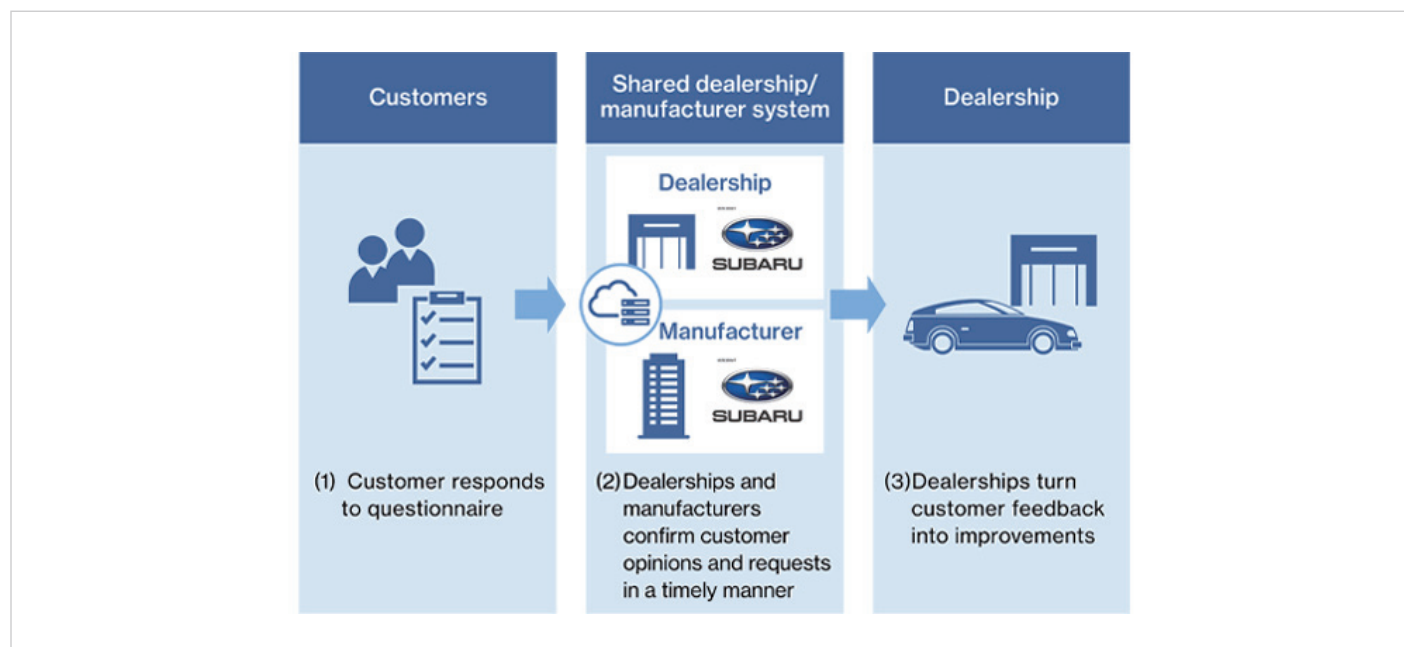 Customers
Shared dealership/
manufacturer system
Dealership
Dealership
SUBARU
Manufacturer
SUBARU
(1) Customer responds
to questionnaire
(2)Dealerships and
manufacturers
confirm customer
opinions and requests
in a timely manner
(3)Dealerships turn
customer feedback
into improvements